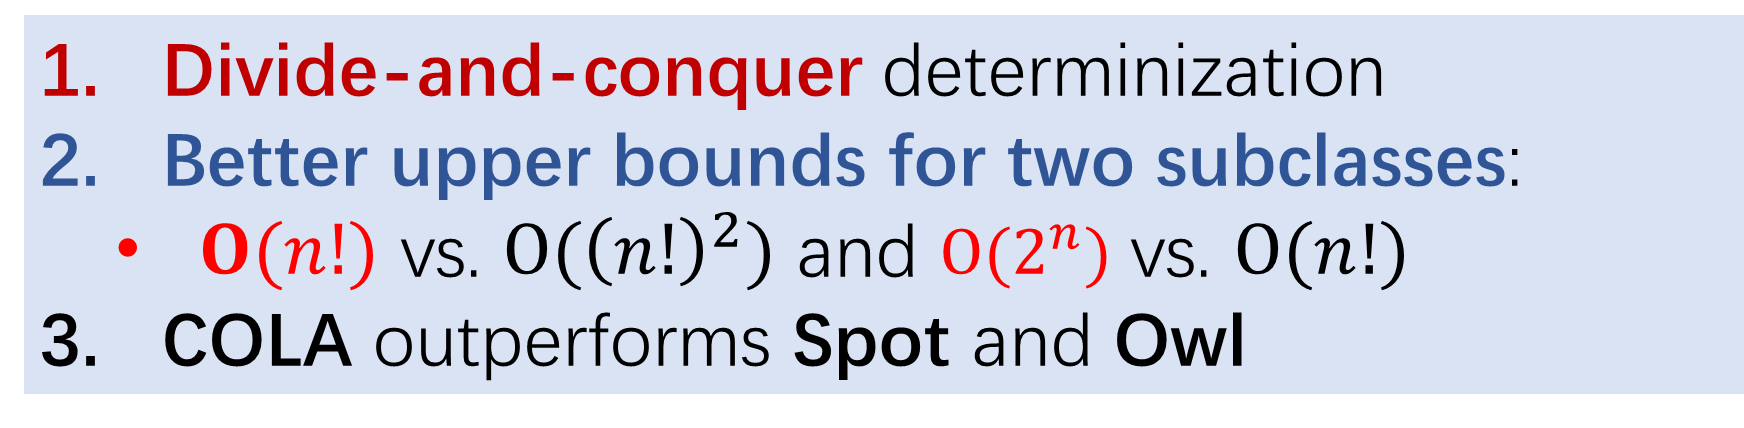 1. Divide-and-conquer determinization
2. Better upper bounds for two subclasses:
• O(n!) vs. O((n!)²) and O(2ⁿ) vs. O(n!)
3. COLA outperforms Spot and Owl